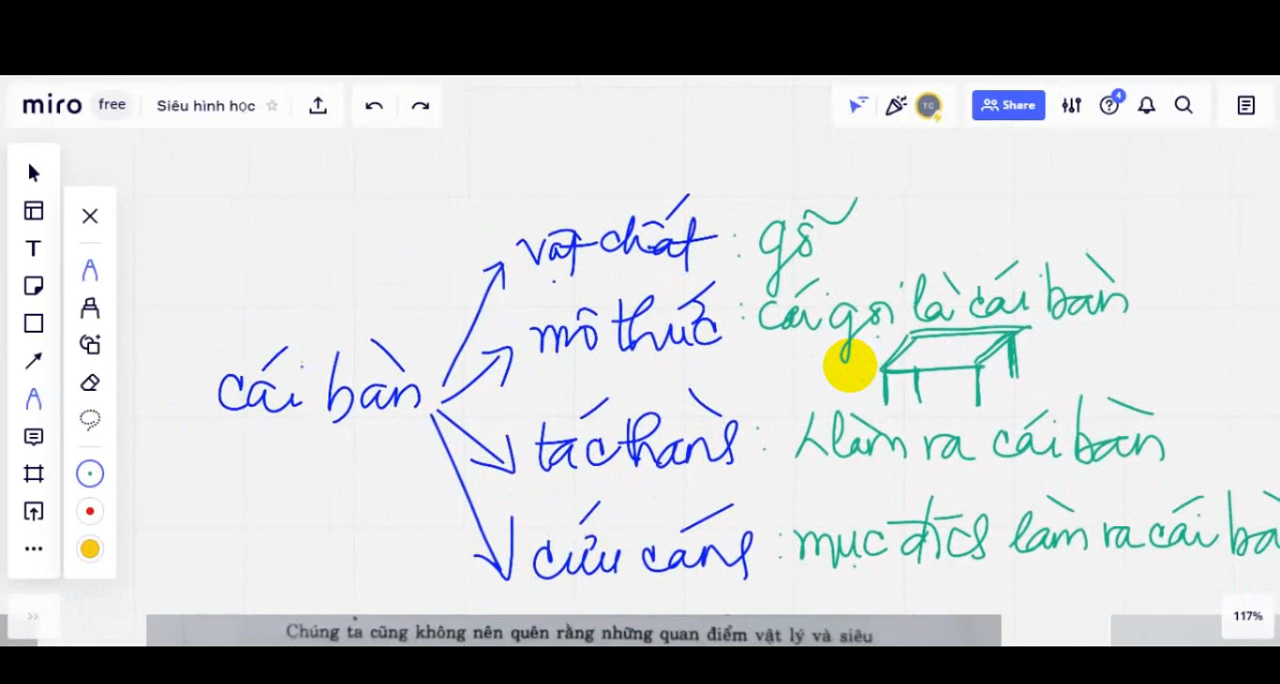 miro free Siêu hình học
Share
4
TC
T
vật chất : gỗ
mô thức : cái gọi là cái bàn
cái bàn
tác thành : làm ra cái bàn
cứu cánh : mục đích làm ra cái bà
117%
Chúng ta cũng không nên quên rằng những quan điểm vật lý và siêu